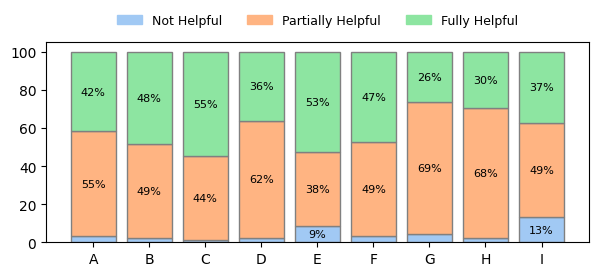 Not Helpful Partially Helpful Fully Helpful
100
80
60
40
20
0
42% 48% 55% 36% 53% 47% 26% 30% 37%
55% 49% 44% 62% 38% 49% 69% 68% 49%
9% 13%
A B C D E F G H I